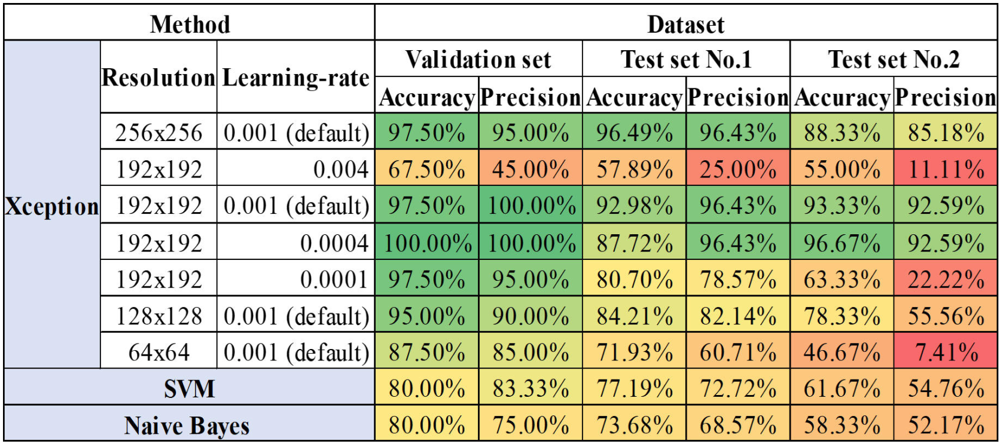 Method Dataset
Xception Resolution Learning-rate Validation set Test set No.1 Test set No.2
Accuracy Precision Accuracy Precision Accuracy Precision
256x256 0.001 (default) 97.50% 95.00% 96.49% 96.43% 88.33% 85.18%
192x192 0.004 67.50% 45.00% 57.89% 25.00% 55.00% 11.11%
192x192 0.001 (default) 97.50% 100.00% 92.98% 96.43% 93.33% 92.59%
192x192 0.0004 100.00% 100.00% 87.72% 96.43% 96.67% 92.59%
192x192 0.0001 97.50% 95.00% 80.70% 78.57% 63.33% 22.22%
128x128 0.001 (default) 95.00% 90.00% 84.21% 82.14% 78.33% 55.56%
64x64 0.001 (default) 87.50% 85.00% 71.93% 60.71% 46.67% 7.41%
SVM 80.00% 83.33% 77.19% 72.72% 61.67% 54.76%
Naive Bayes 80.00% 75.00% 73.68% 68.57% 58.33% 52.17%